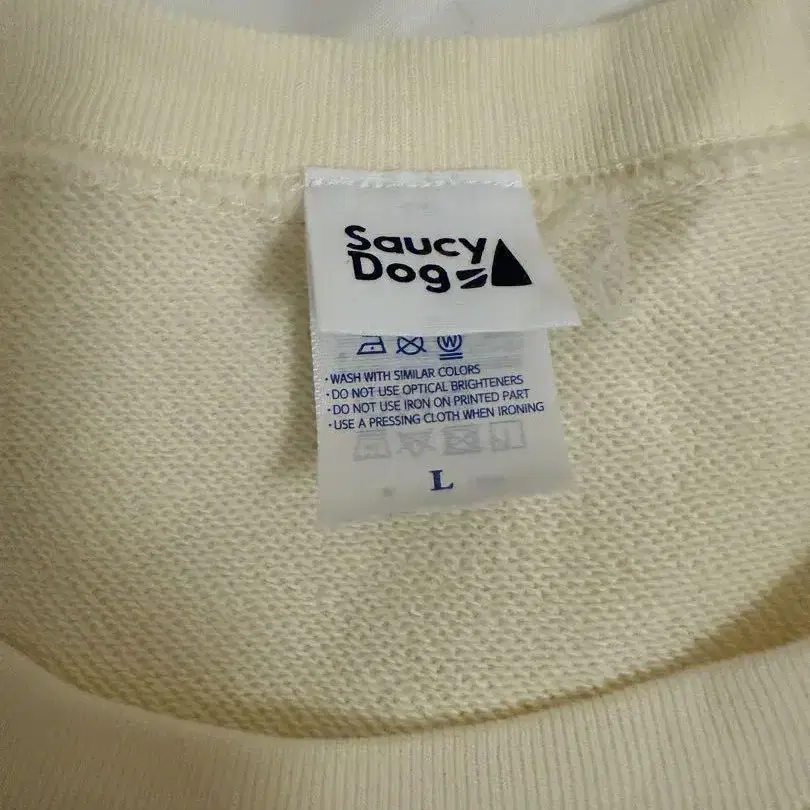 Saucy
Dog
W
・WASH WITH SIMILAR COLORS
・DO NOT USE OPTICAL BRIGHTENERS
・DO NOT USE IRON ON PRINTED PART
・USE A PRESSING CLOTH WHEN IRONING
L